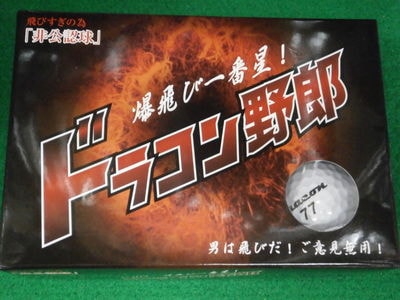 飛びすぎの為
「非公認球」
爆飛び一番星!
ドラコン野郎
77
男は飛びだ!ご意見無用!